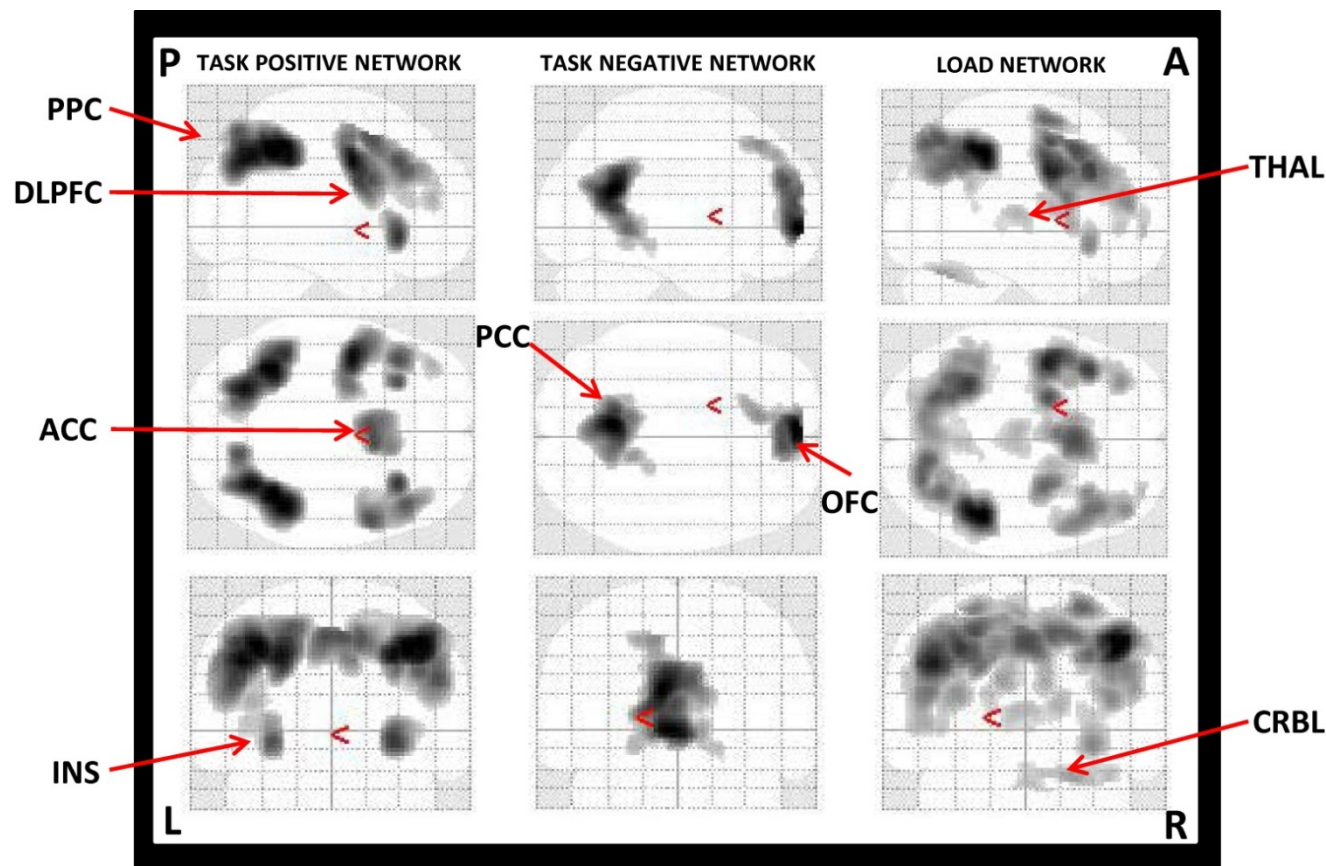 P
TASK POSITIVE NETWORK
TASK NEGATIVE NETWORK
LOAD NETWORK
A
PPC
DLPFC
THAL
PCC
ACC
OFC
INS
CRBL
L
R